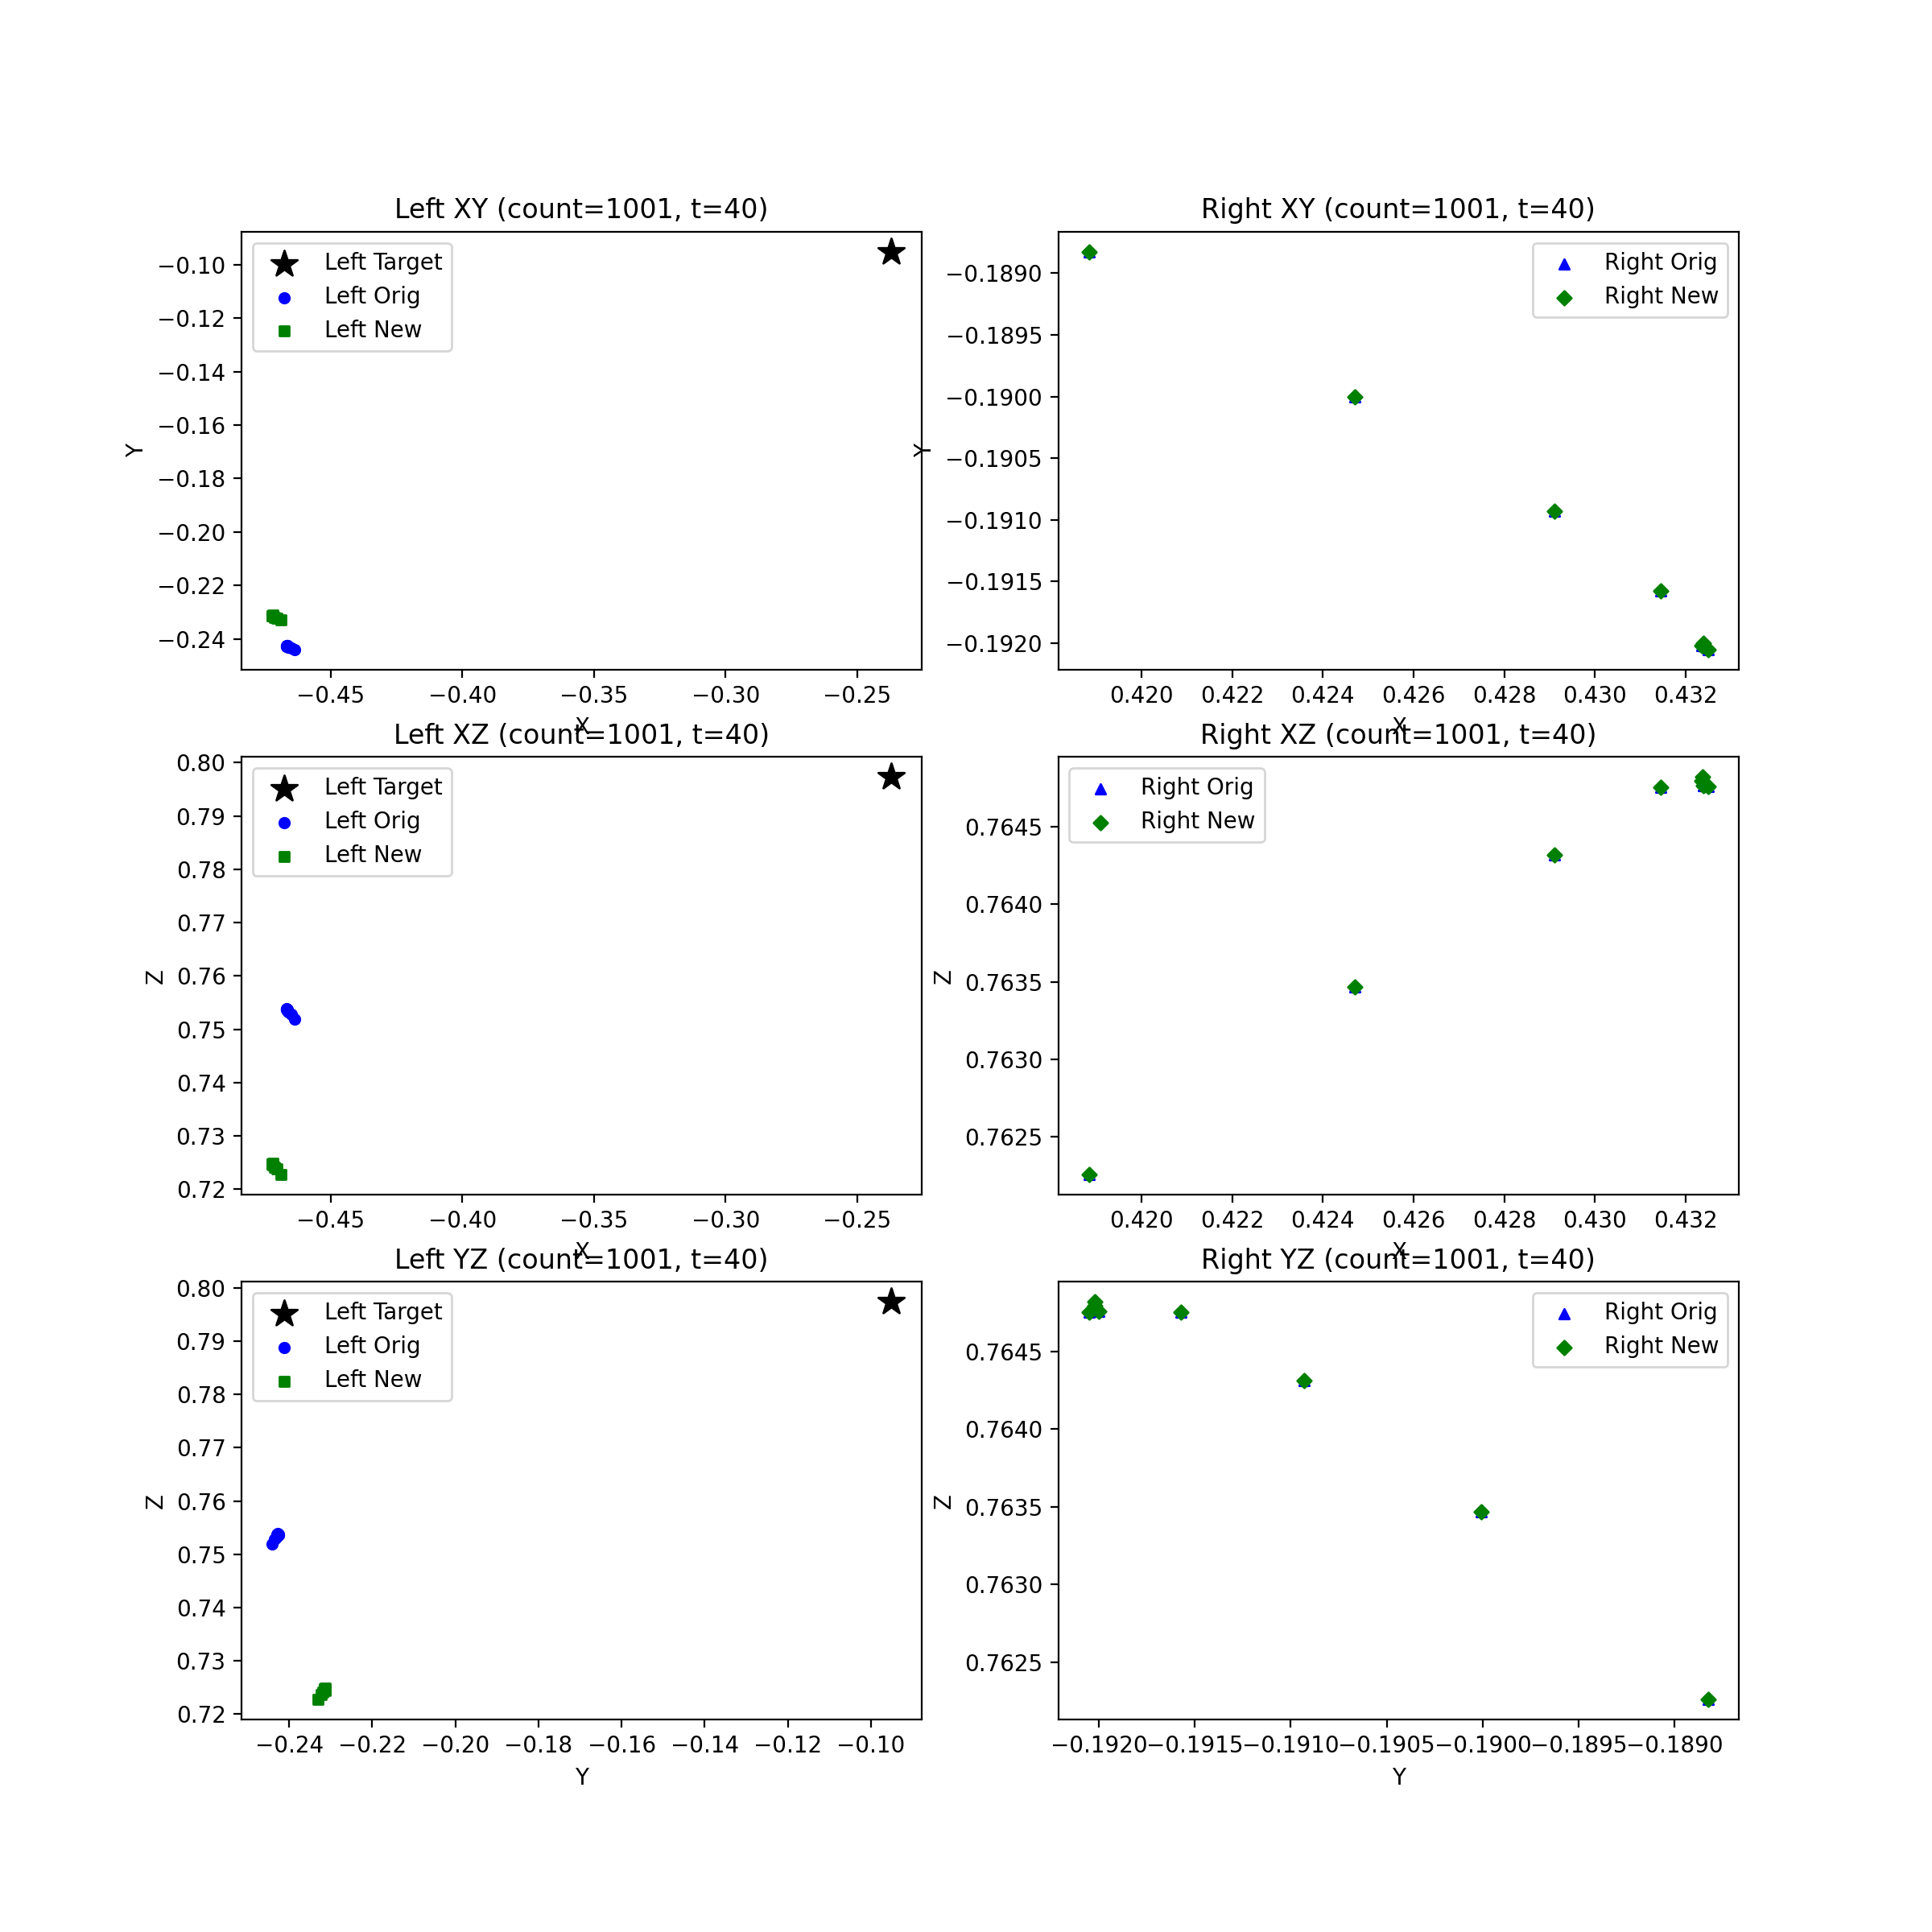 Left XY (count=1001, t=40)
Left Target
Left Orig
Left New
−0.10
−0.12
−0.14
−0.16
−0.18
−0.20
−0.22
−0.24
Y
−0.45
−0.40
−0.35
−0.30
−0.25
X
Right XY (count=1001, t=40)
Right Orig
Right New
−0.1890
−0.1895
−0.1900
−0.1905
−0.1910
−0.1915
−0.1920
Y
0.420
0.422
0.424
0.426
0.428
0.430
0.432
X
Left XZ (count=1001, t=40)
Left Target
Left Orig
Left New
0.80
0.79
0.78
0.77
0.76
0.75
0.74
0.73
0.72
Z
−0.45
−0.40
−0.35
−0.30
−0.25
X
Right XZ (count=1001, t=40)
Right Orig
Right New
0.7645
0.7640
0.7635
0.7630
0.7625
Z
0.420
0.422
0.424
0.426
0.428
0.430
0.432
X
Left YZ (count=1001, t=40)
Left Target
Left Orig
Left New
0.80
0.79
0.78
0.77
0.76
0.75
0.74
0.73
0.72
Z
−0.24
−0.22
−0.20
−0.18
−0.16
−0.14
−0.12
−0.10
Y
Right YZ (count=1001, t=40)
Right Orig
Right New
0.7645
0.7640
0.7635
0.7630
0.7625
Z
−0.1920
−0.1915
−0.1910
−0.1905
−0.1900
−0.1895
−0.1890
Y